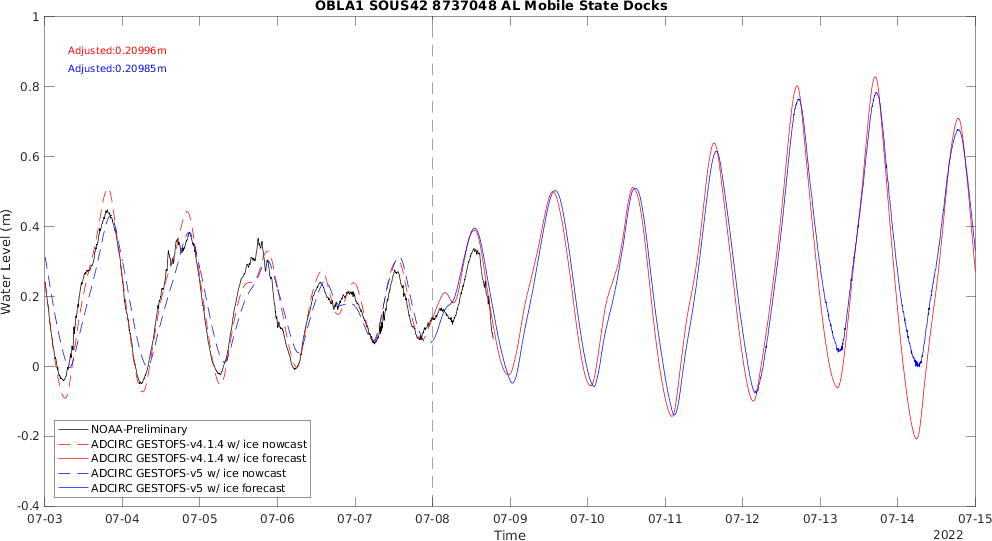 OBLA1 SOUS42 8737048 AL Mobile State Docks
1
Adjusted:0.20996m
Adjusted:0.20985m
0.8
0.6
0.4
0.2
0
-0.2
-0.4
Water Level (m)
NOAA-Preliminary
ADCIRC GESTOFS-v4.1.4 w/ ice nowcast
ADCIRC GESTOFS-v4.1.4 w/ ice forecast
ADCIRC GESTOFS-v5 w/ ice nowcast
ADCIRC GESTOFS-v5 w/ ice forecast
07-03 07-04 07-05 07-06 07-07 07-08 07-09 07-10 07-11 07-12 07-13 07-14 07-15
Time
2022